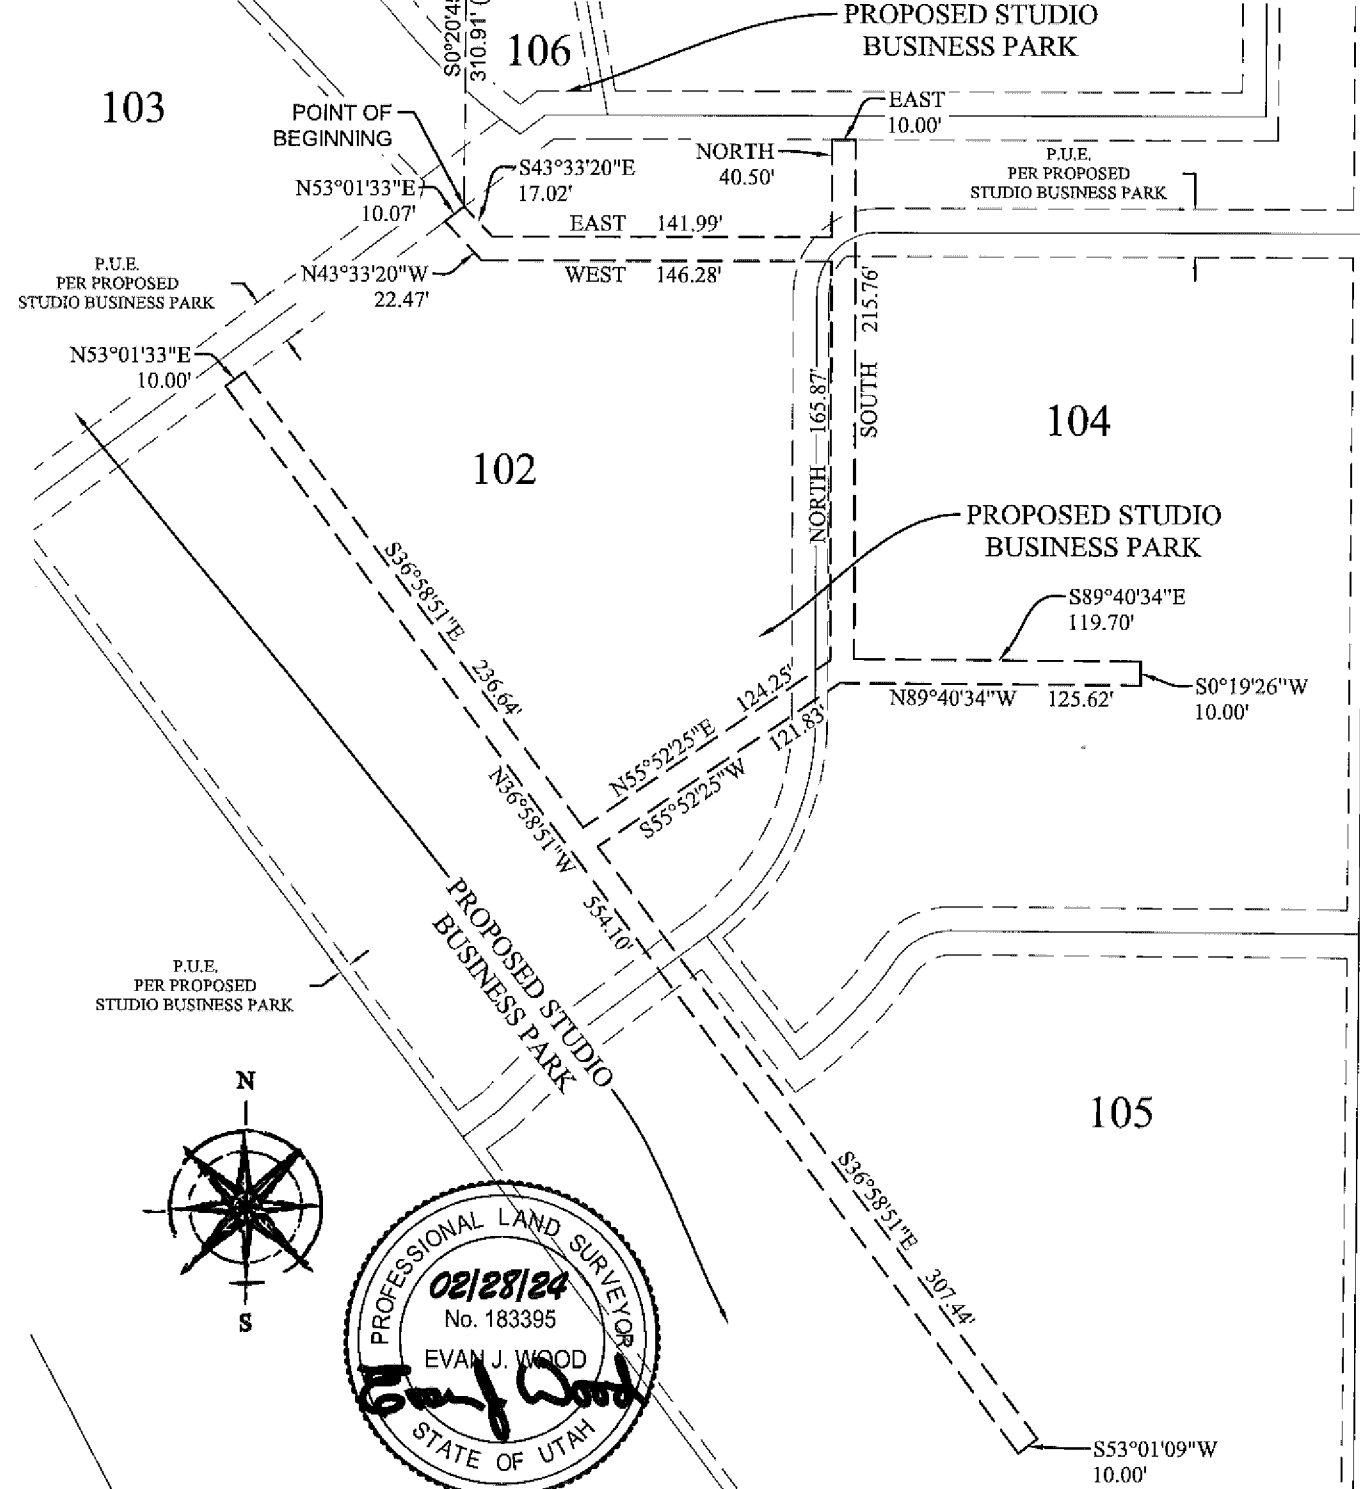 S0°20'4
310.91' (
106
PROPOSED STUDIO
BUSINESS PARK
103
POINT OF
BEGINNING
EAST
10.00'
NORTH
40.50'
P.U.E.
PER PROPOSED
STUDIO BUSINESS PARK
N53°01'33"E
10.07'
S43°33'20"E
17.02'
EAST 141.99'
N43°33'20"W
22.47'
WEST 146.28'
P.U.E.
PER PROPOSED
STUDIO BUSINESS PARK
N53°01'33"E
10.00'
SOUTH 215.76'
NORTH 165.87'
102
104
PROPOSED STUDIO
BUSINESS PARK
S36°58'51"E 236.64'
S89°40'34"E
119.70'
N89°40'34"W 125.62'
S0°19'26"W
10.00'
N55°52'25"E 124.25'
S55°52'25"W 121.83'
N36°58'51"W 554.10'
PROPOSED STUDIO
BUSINESS PARK
P.U.E.
PER PROPOSED
STUDIO BUSINESS PARK
N
S
105
S36°58'51"E 307.44'
PROFESSIONAL LAND SURVEYOR
02/28/24
No. 183395
EVAN J. WOOD
Evan J Wood
STATE OF UTAH
S53°01'09"W
10.00'